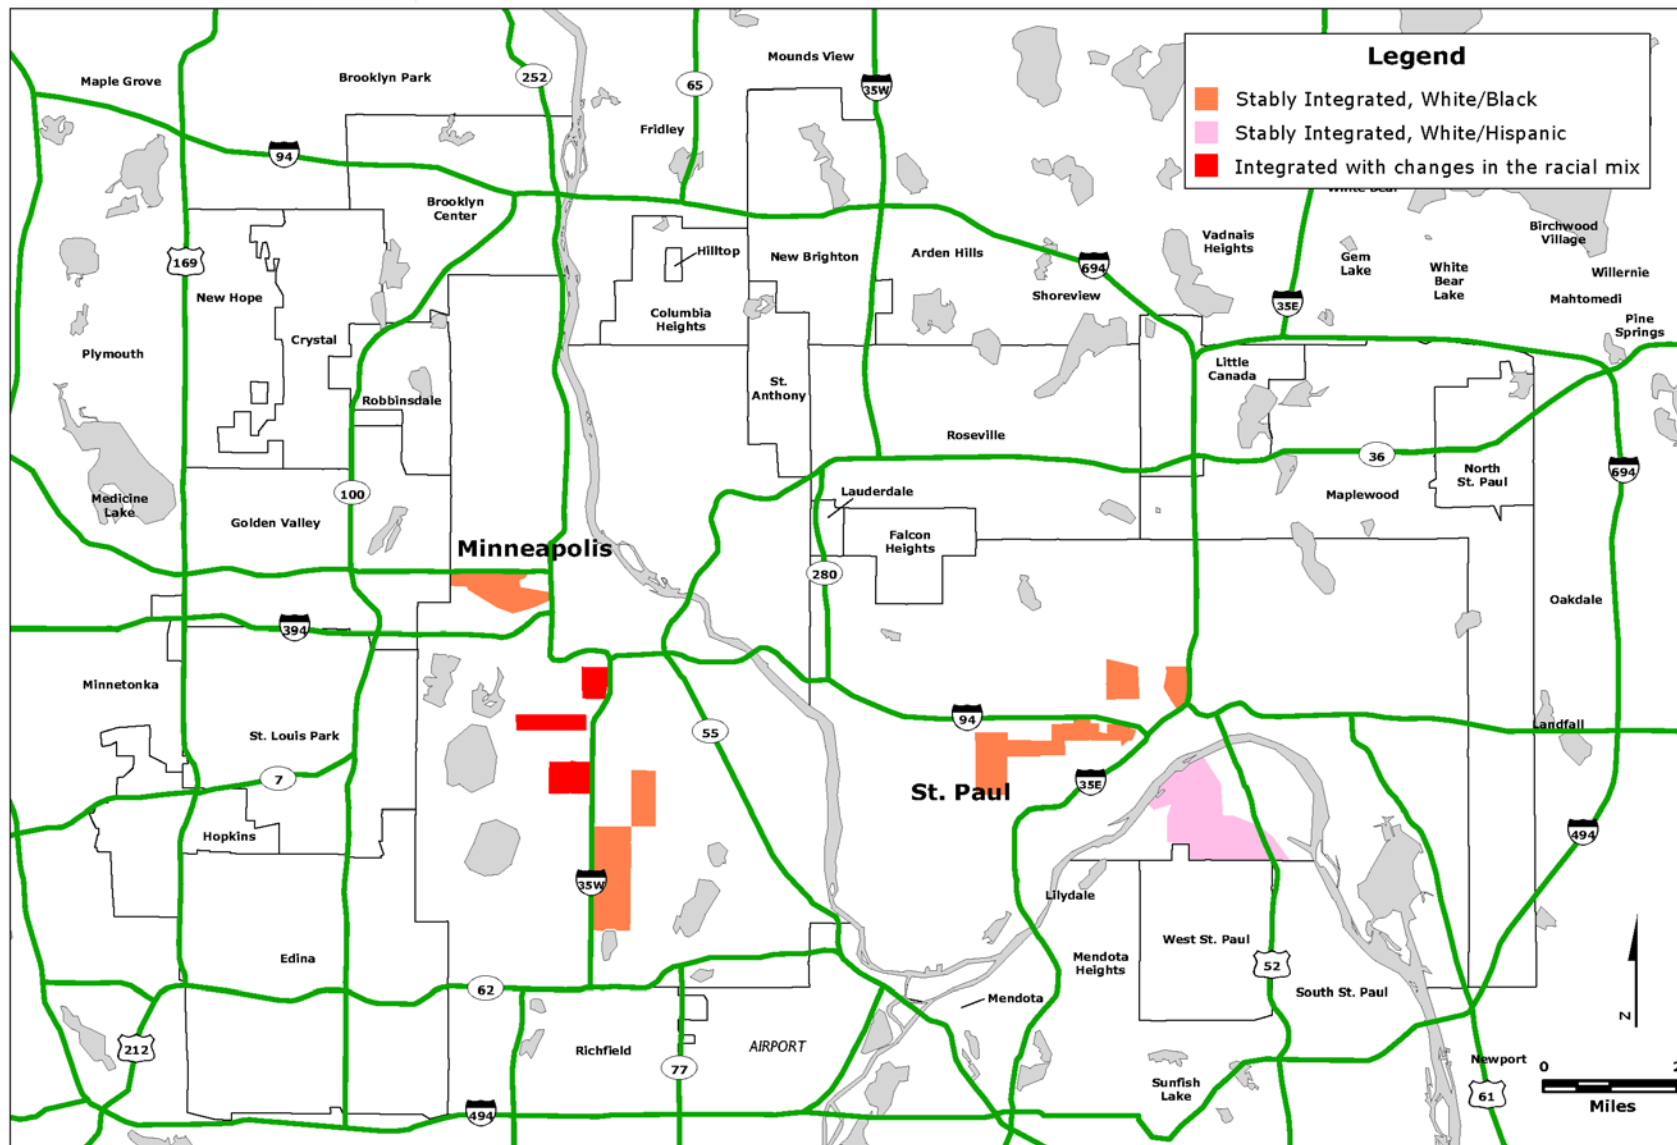 Legend
Stably Integrated, White/Black
Stably Integrated, White/Hispanic
Integrated with changes in the racial mix
Maple Grove
Brooklyn Park
252
65
Mounds View
35W
Fridley
94
Brooklyn
Center
169
New Hope
Crystal
Plymouth
Robbinsdale
Hilltop
Columbia
Heights
New Brighton
Arden Hills
Shoreview
694
Vadnais
Heights
35E
Gem
Lake
White
Bear
Lake
Birchwood
Village
Willernie
Mahtomedi
Pine
Springs
St.
Anthony
Little
Canada
Roseville
36
North
St. Paul
694
Maplewood
Medicine
Lake
100
Golden Valley
Lauderdale
Falcon
Heights
Minneapolis
280
Oakdale
394
Minnetonka
St. Louis Park
55
94
Landfall
7
St. Paul
35E
Hopkins
494
35W
Lilydale
Edina
Mendota
Heights
West St. Paul
52
South St. Paul
62
Mendota
212
Richfield
AIRPORT
77
494
Sunfish
Lake
Newport
61
N
0
Miles